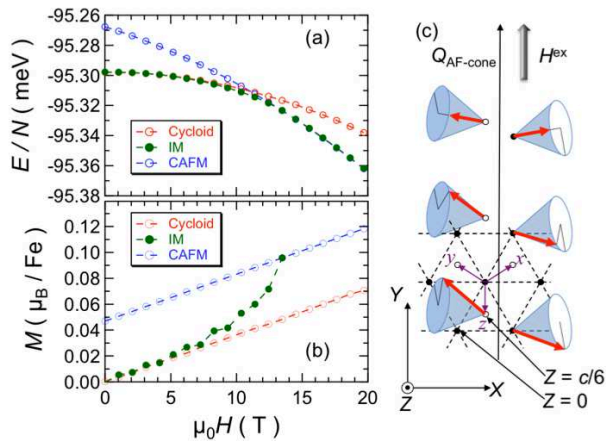 (a)
E/N (meV)
-95.26
-95.28
-95.30
-95.32
-95.34
-95.36
-95.38
Cycloid
IM
CAFM
(b)
M (μB / Fe)
0.12
0.10
0.08
0.06
0.04
0.02
0.00
Cycloid
IM
CAFM
0 5 10 15 20
μ0H (T)
(c)
QAF-cone
Hex
y
x
z
Y
X
Z
Z = c/6
Z = 0